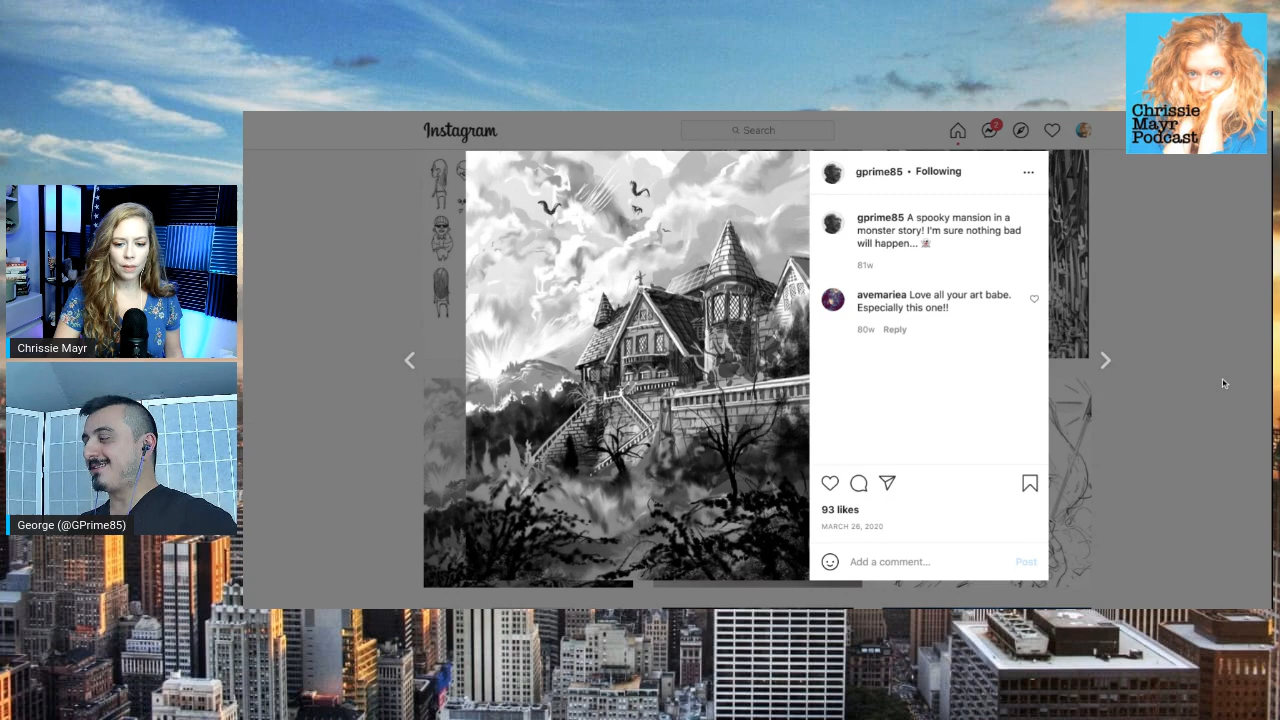 Chrissie
Mayr
Podcast
Instagram
Search
2
gprime85 • Following
gprime85 A spooky mansion in a
monster story! I'm sure nothing bad
will happen...
81w
avemariea Love all your art babe.
Especially this one!!
80w Reply
93 likes
MARCH 26, 2020
Add a comment...
Post
Chrissie Mayr
George (@GPrime85)